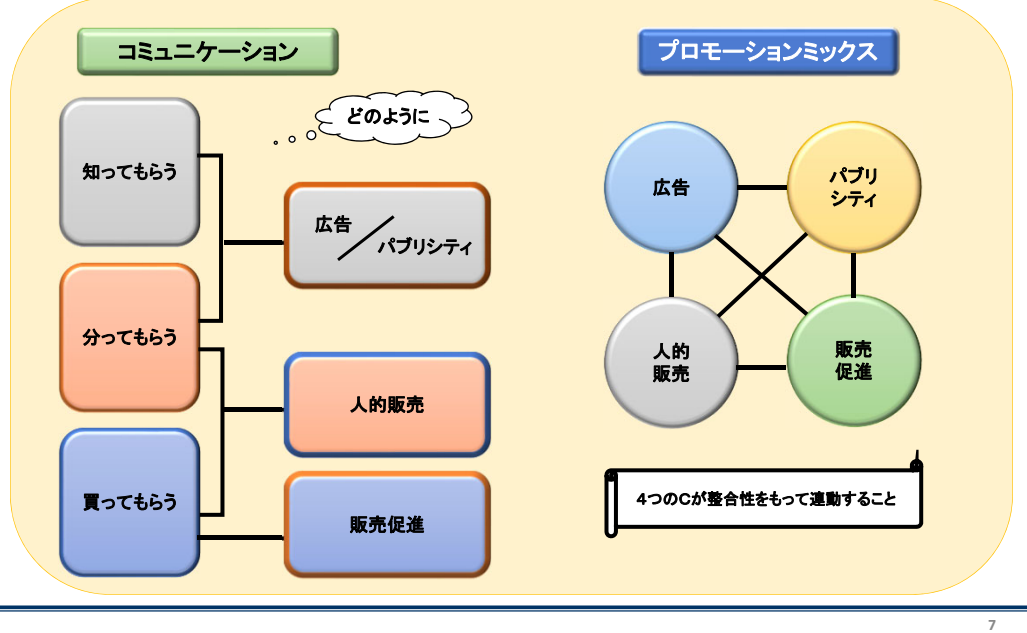 コミュニケーション
プロモーションミックス
どのように
知ってもらう
分ってもらう
買ってもらう
広告
パブリシティ
人的販売
販売促進
広告
パブリ
シティ
人的
販売
販売
促進
4つのCが整合性をもって連動すること
7